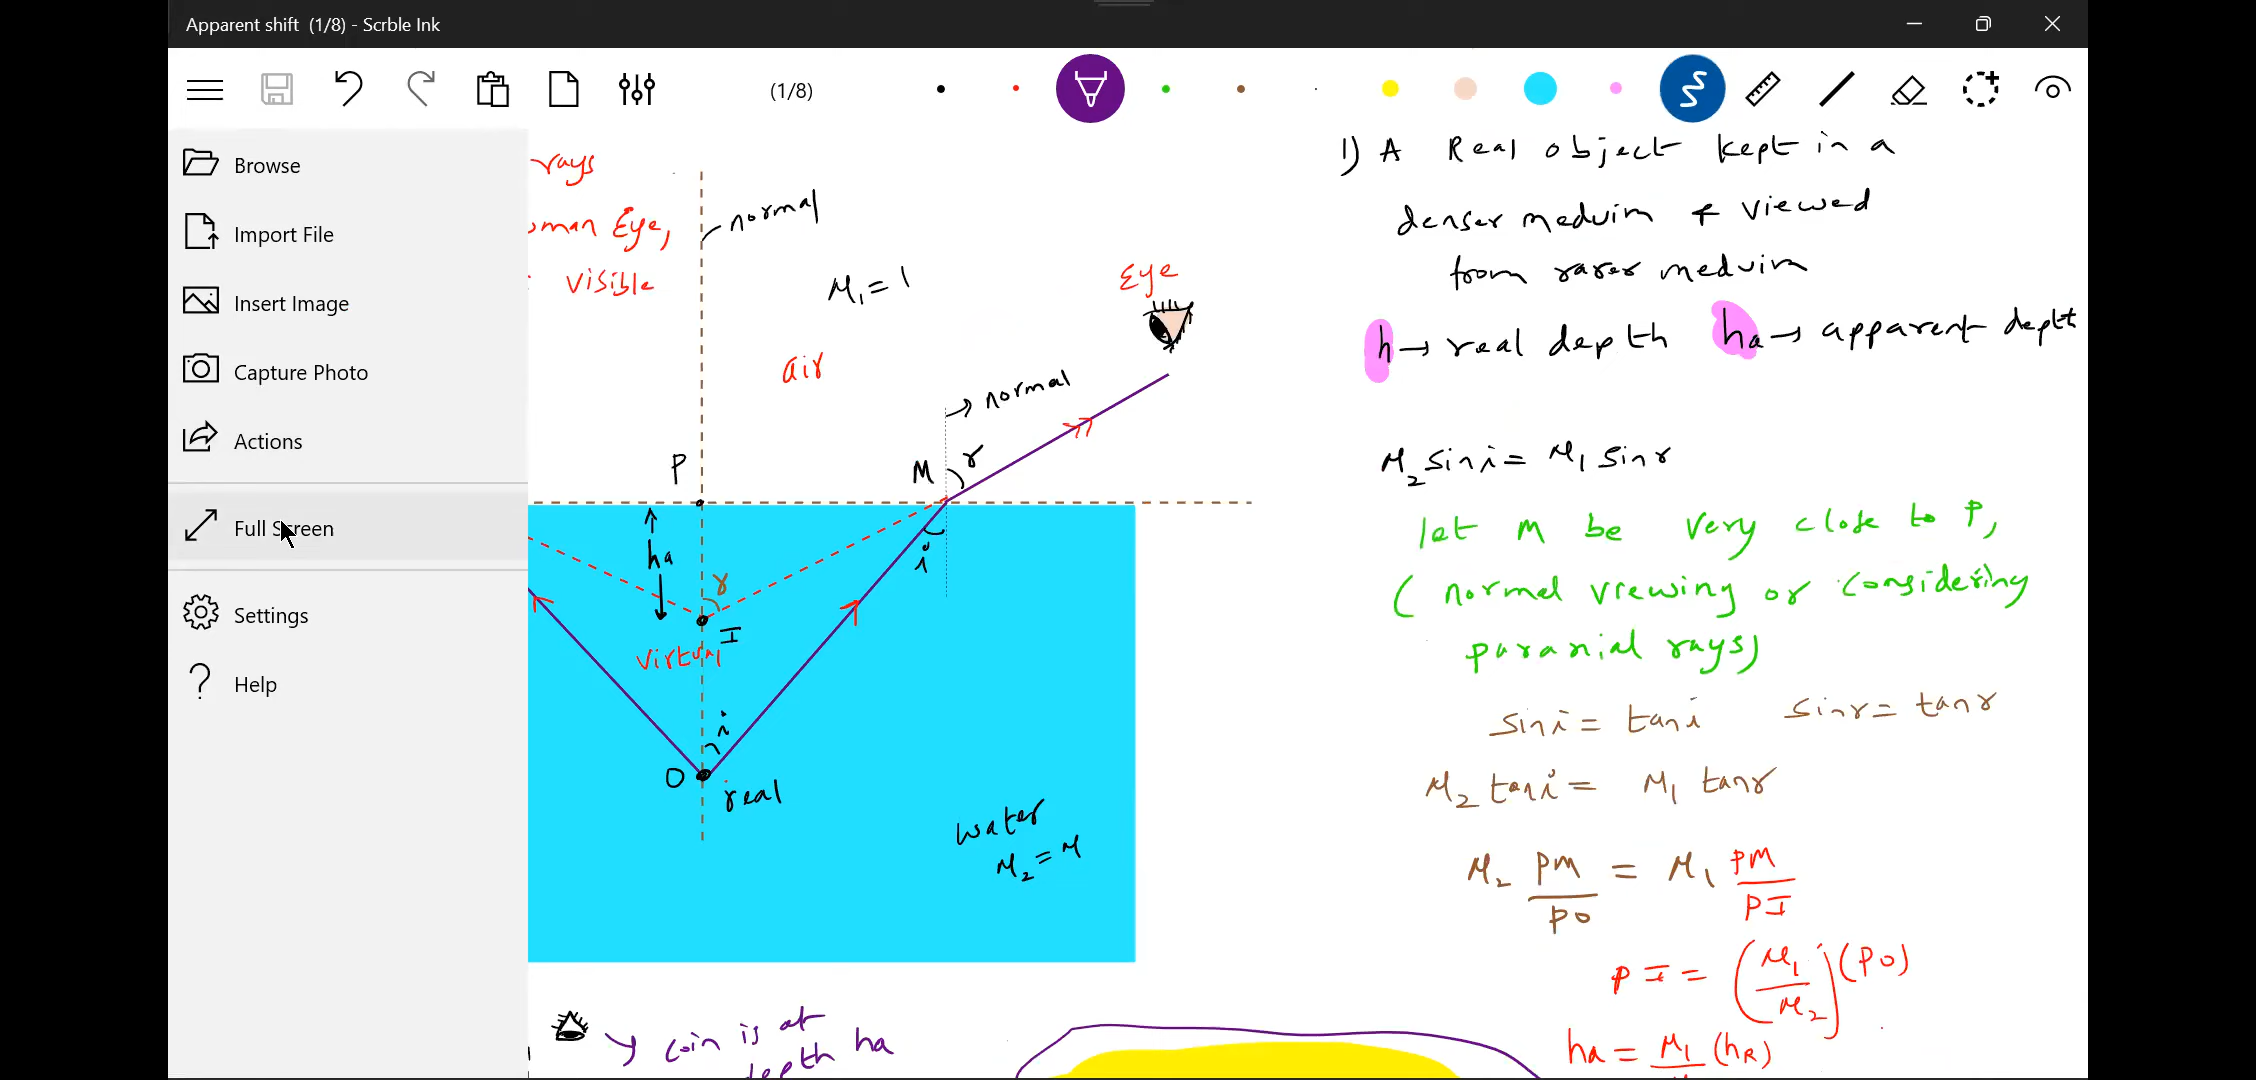 Apparent shift (1/8) - Scrble Ink
(1/8)
Browse
Import File
Insert Image
Capture Photo
Actions
Full Screen
Settings
Help
rays
oman Eye,
visible
normal
μ₁ = 1
air
Eye
normal
P
M
r
ha
i
r
I
virtual
i
O
real
water
μ₂ = μ
coin is at
depth ha
1) A Real object kept in a
denser meduim & viewed
from rarer meduim
h → real depth ha → apparent depth
μ₂ sin i = μ₁ sin r
let M be very close to P,
( normal viewing or considering
paraxial rays)
sin i = tan i sin r = tan r
μ₂ tan i = μ₁ tan r
μ₂ PM/PO = μ₁ PM/PI
PI = (μ₁/μ₂) (PO)
ha = μ₁ (hR)